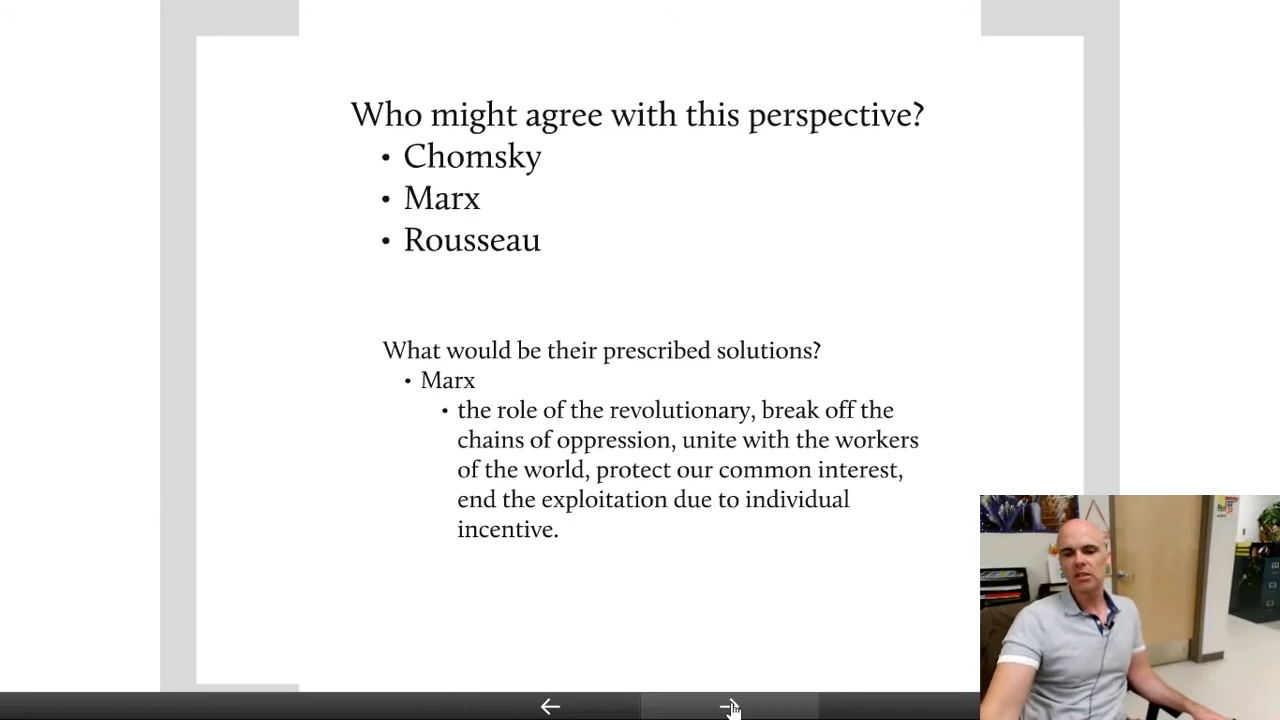 Who might agree with this perspective?
• Chomsky
• Marx
• Rousseau
What would be their prescribed solutions?
• Marx
• the role of the revolutionary, break off the
chains of oppression, unite with the workers
of the world, protect our common interest,
end the exploitation due to individual
incentive.